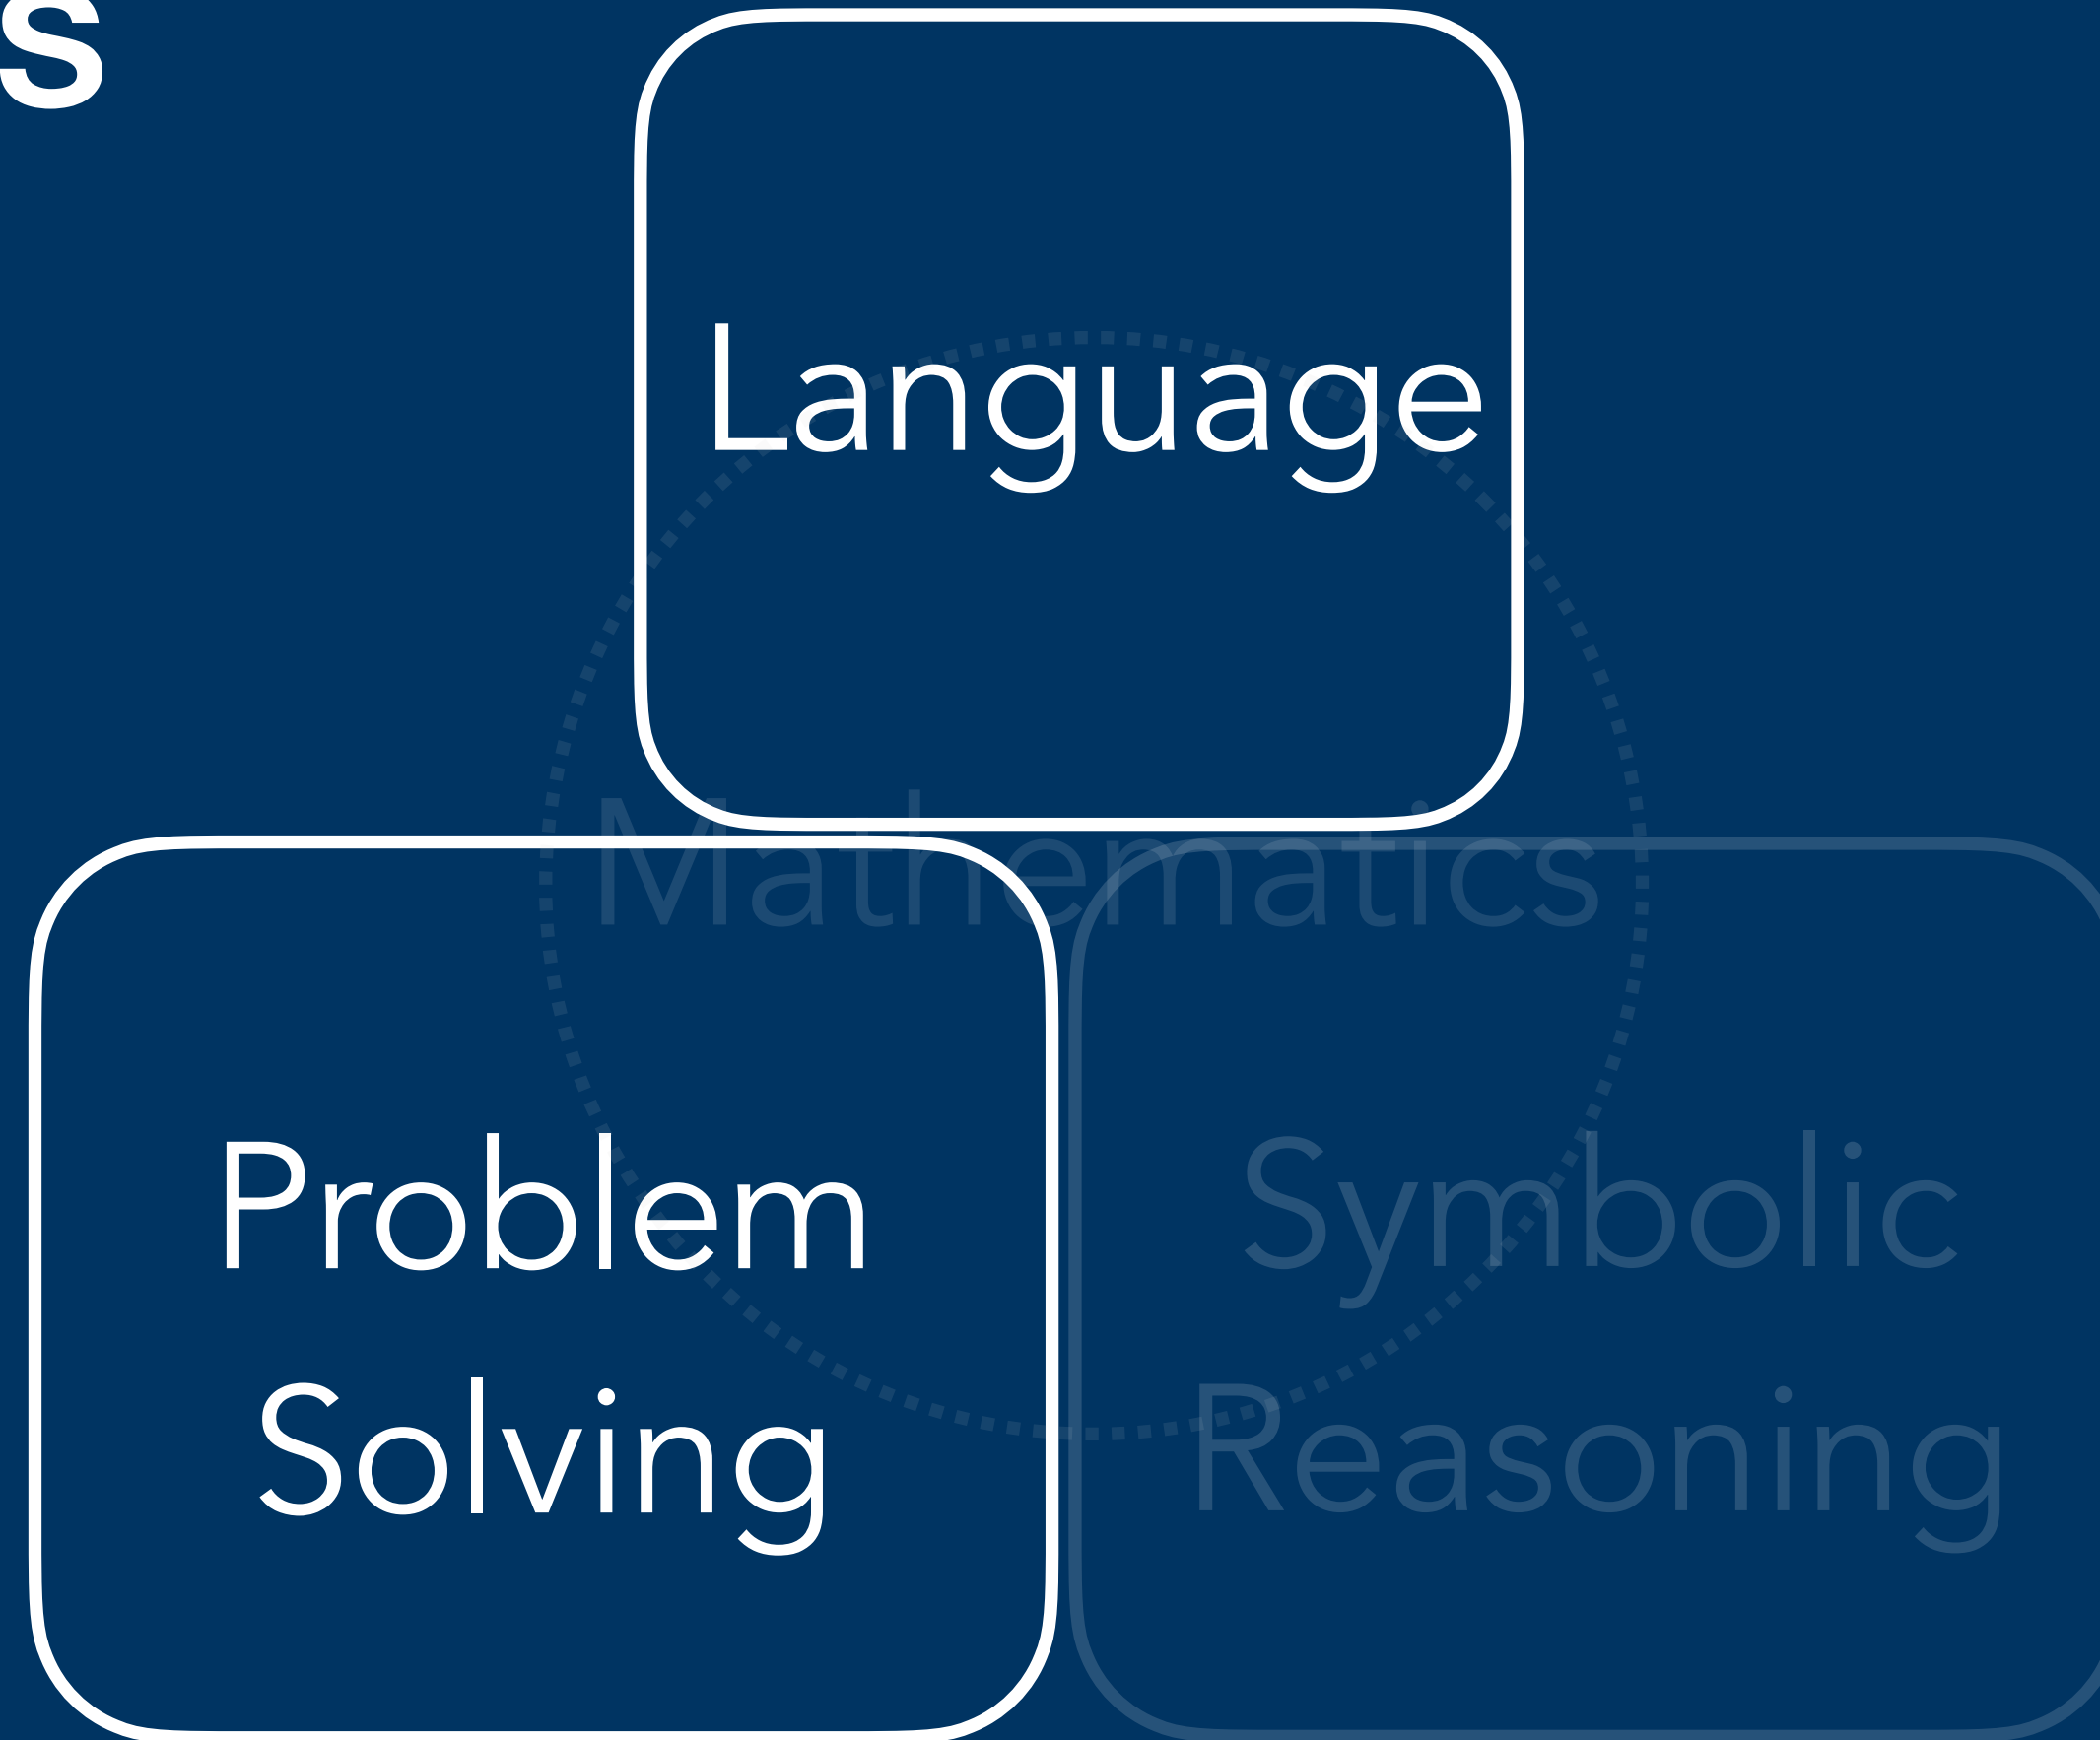 s
Language
Mathematics
Problem
Solving
Symbolic
Reasoning